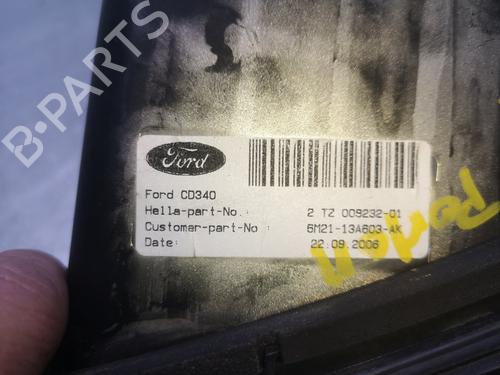 B-PARTS
Ford
Ford CD340
Hella-part-No.: 2 TZ 009232-01
Customer-part-No : 6M21-13A603-AK
Date: 22.09.2006